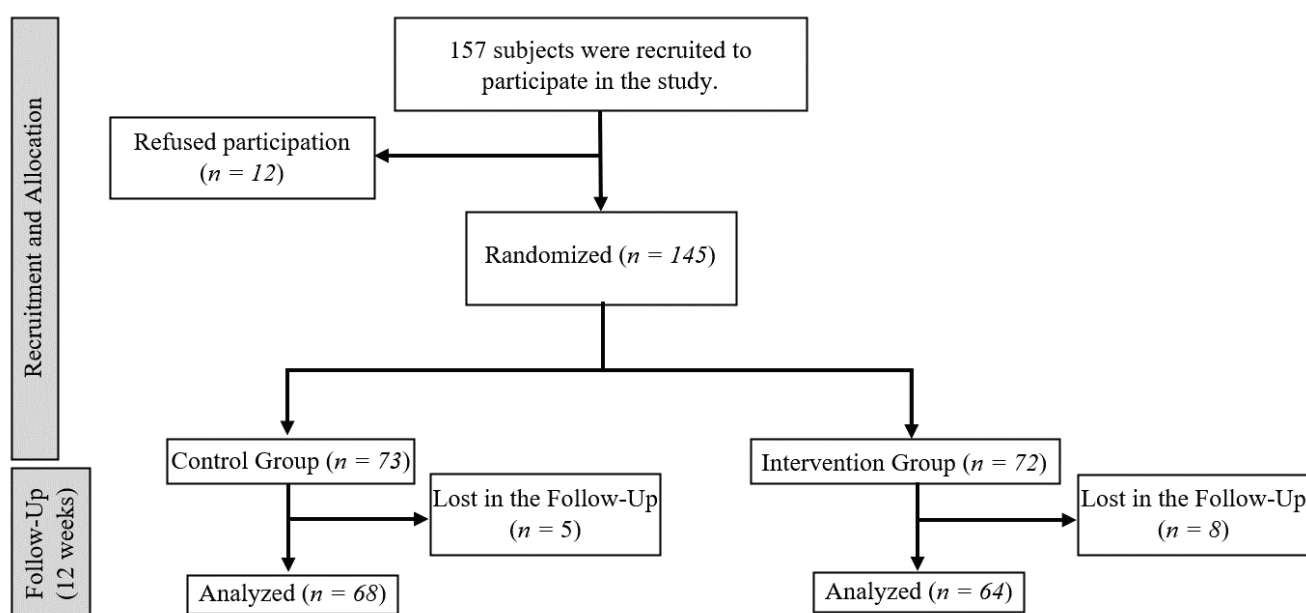 157 subjects were recruited to
participate in the study.
Refused participation
(n = 12)
Randomized (n = 145)
Recruitment and Allocation
Control Group (n = 73)
Intervention Group (n = 72)
Lost in the Follow-Up
(n = 5)
Lost in the Follow-Up
(n = 8)
Follow-Up
(12 weeks)
Analyzed (n = 68)
Analyzed (n = 64)